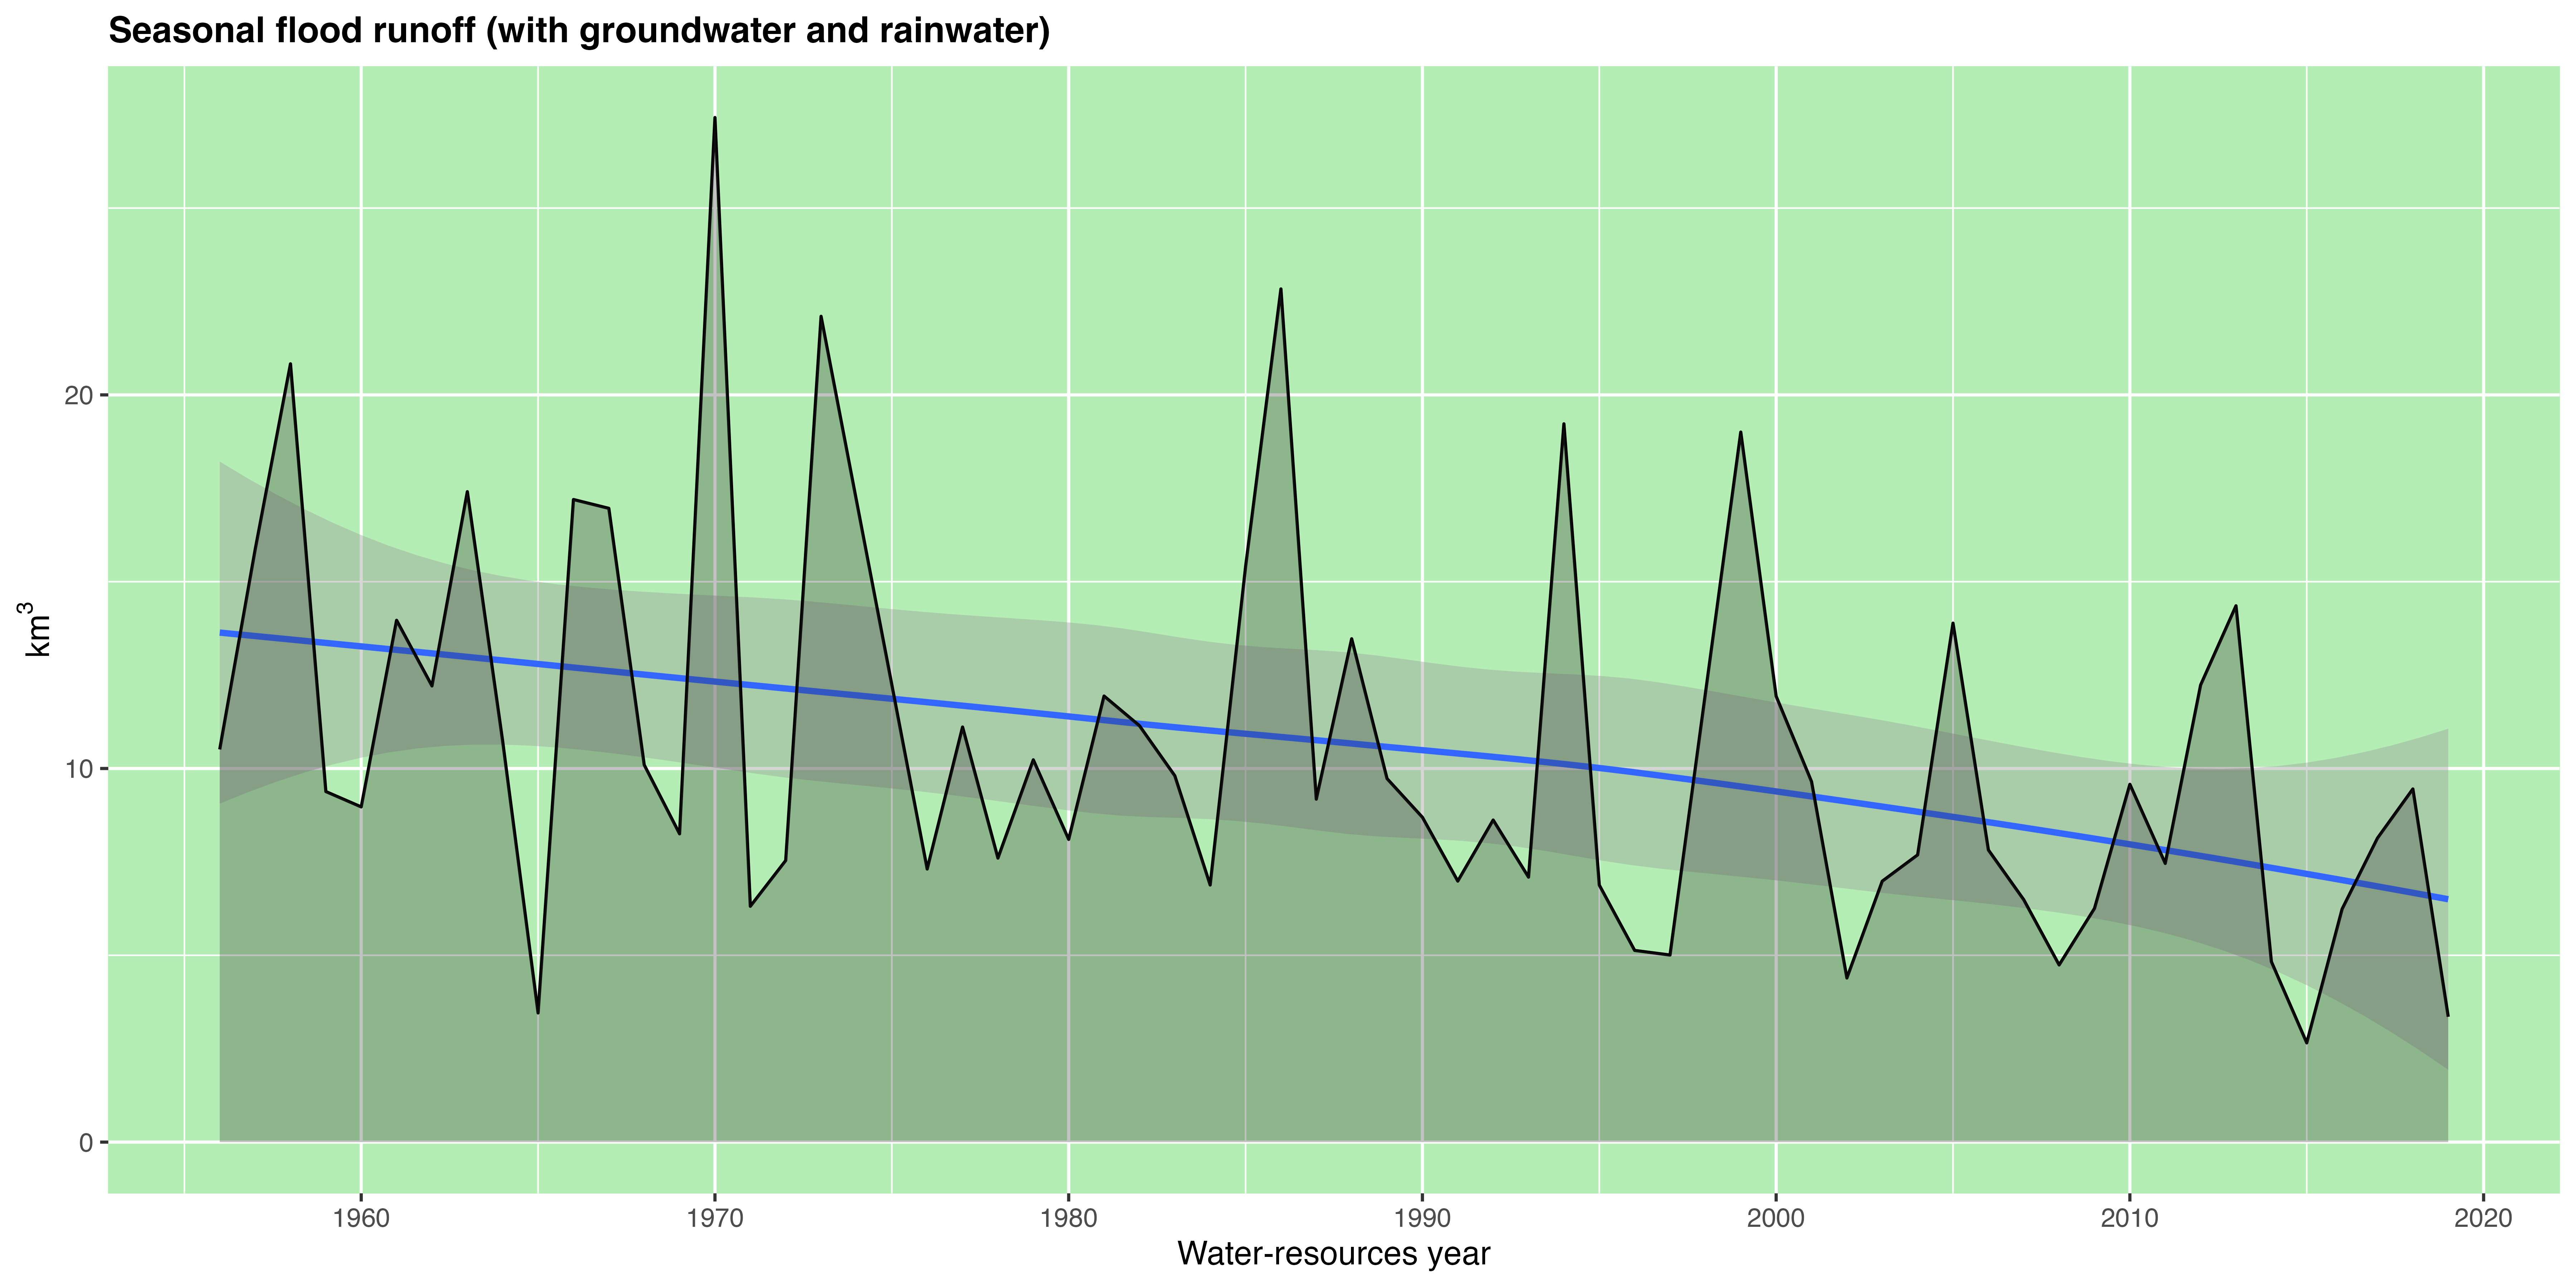 Seasonal flood runoff (with groundwater and rainwater)
km³
20
10
0
1960 1970 1980 1990 2000 2010 2020
Water-resources year